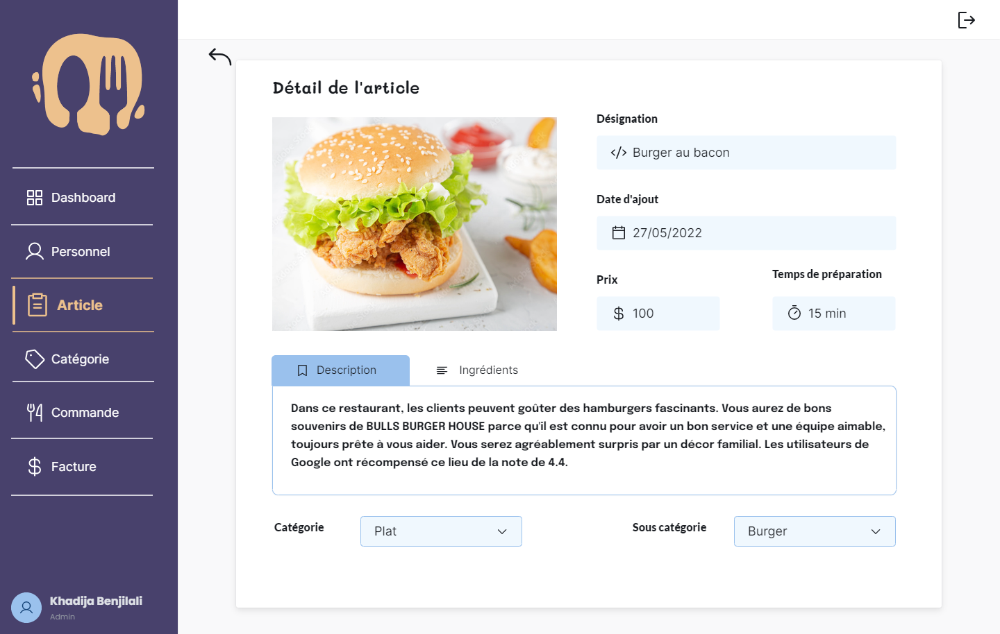 Dashboard
Personnel
Article
Catégorie
Commande
Facture
Khadija Benjilali
Admin
Détail de l'article
Désignation
</> Burger au bacon
Date d'ajout
27/05/2022
Prix
$ 100
Temps de préparation
15 min
Description
Ingrédients
Dans ce restaurant, les clients peuvent goûter des hamburgers fascinants. Vous aurez de bons
souvenirs de BULLS BURGER HOUSE parce qu'il est connu pour avoir un bon service et une équipe aimable,
toujours prête à vous aider. Vous serez agréablement surpris par un décor familial. Les utilisateurs de
Google ont récompensé ce lieu de la note de 4.4.
Catégorie
Plat
Sous catégorie
Burger